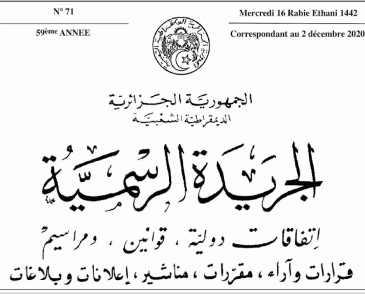 N° 71
Mercredi 16 Rabie Ethani 1442
59ème ANNEE
Correspondant au 2 décembre 2020
الجمهورية الجزائرية
الديمقراطية الشعبية
الجريدة الرسمية
إتفاقات دولية ، قوانين ، ومراسيم
قرارات وآراء ، مقررات ، مناشير ، إعلانات وبلاغات